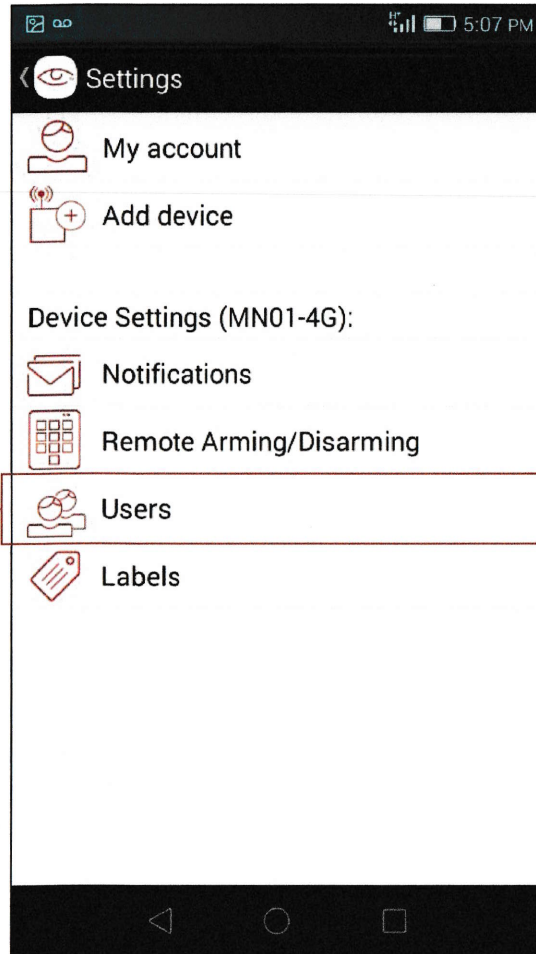 H+ 5:07 PM
Settings
My account
Add device
Device Settings (MN01-4G):
Notifications
Remote Arming/Disarming
Users
Labels